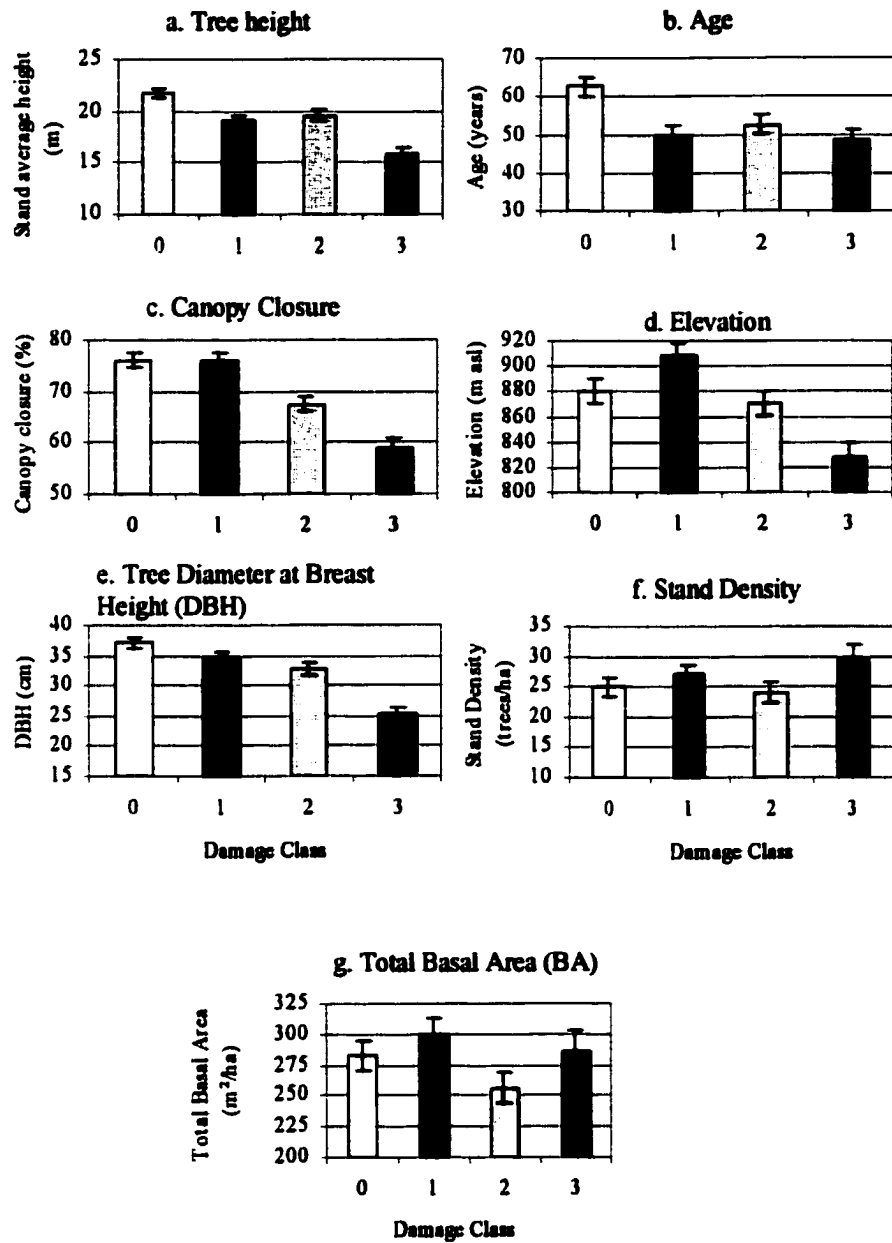 a. Tree height
Stand average height
(m)
25
20
15
10
0 1 2 3
b. Age
Age (years)
70
60
50
40
30
0 1 2 3
c. Canopy Closure
Canopy closure (%)
80
70
60
50
0 1 2 3
d. Elevation
Elevation (m asl)
920
900
880
860
840
820
800
0 1 2 3
e. Tree Diameter at Breast
Height (DBH)
DBH (cm)
40
35
30
25
20
15
0 1 2 3
Damage Class
f. Stand Density
Stand Density
(trees/ha)
35
30
25
20
15
10
0 1 2 3
Damage Class
g. Total Basal Area (BA)
Total Basal Area
(m²/ha)
325
300
275
250
225
200
0 1 2 3
Damage Class